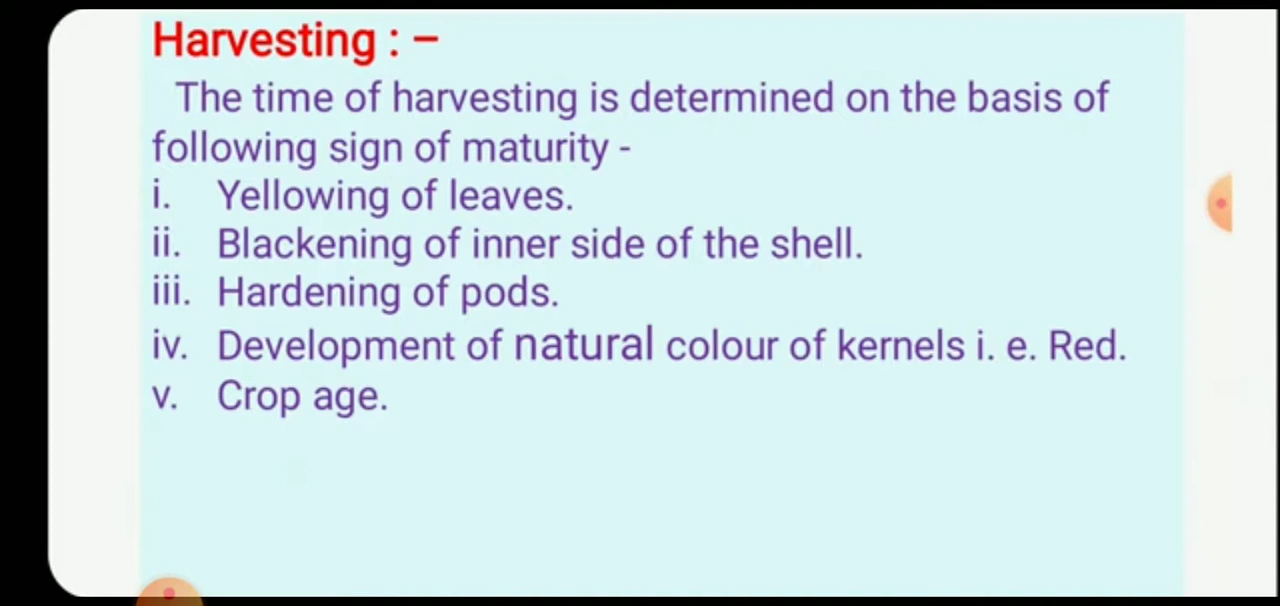 Harvesting : –
The time of harvesting is determined on the basis of
following sign of maturity -
i. Yellowing of leaves.
ii. Blackening of inner side of the shell.
iii. Hardening of pods.
iv. Development of natural colour of kernels i. e. Red.
v. Crop age.